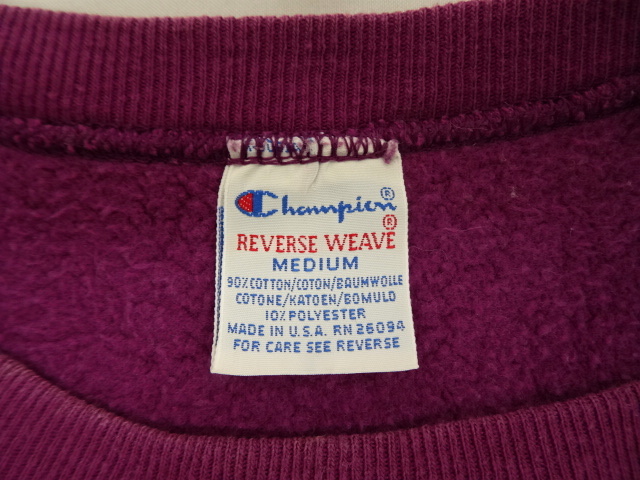 Champion®
REVERSE WEAVE®
MEDIUM
90% COTTON/COTON/BAUMWOLLE
COTONE/KATOEN/BOMULD
10% POLYESTER
MADE IN U.S.A. RN 26094
FOR CARE SEE REVERSE